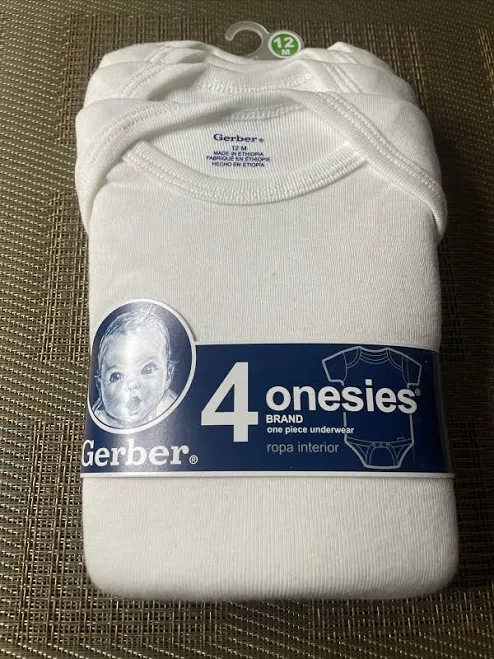 12
M
Gerber®
12 M
MADE IN ETHIOPIA
FABRIQUÉ EN ÉTHIOPIE
HECHO EN ETIOPÍA
4 onesies®
BRAND
one piece underwear
ropa interior
Gerber®